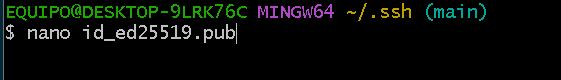 EQUIPO@DESKTOP-9LRK76C MINGW64 ~/.ssh (main)
$ nano id_ed25519.pub